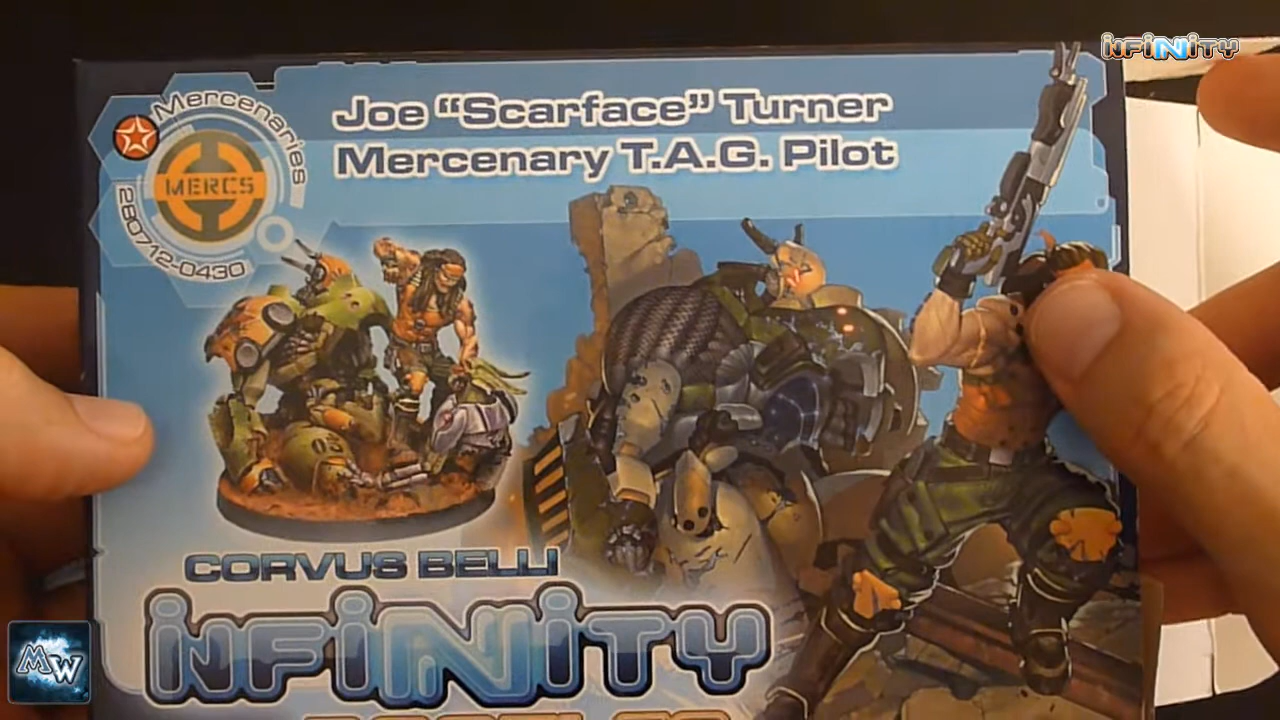 INFINITY
Mercenaries
Joe “Scarface” Turner
Mercenary T.A.G. Pilot
MERCS
280712-0430
CORVUS BELLI
INFINITY
MW